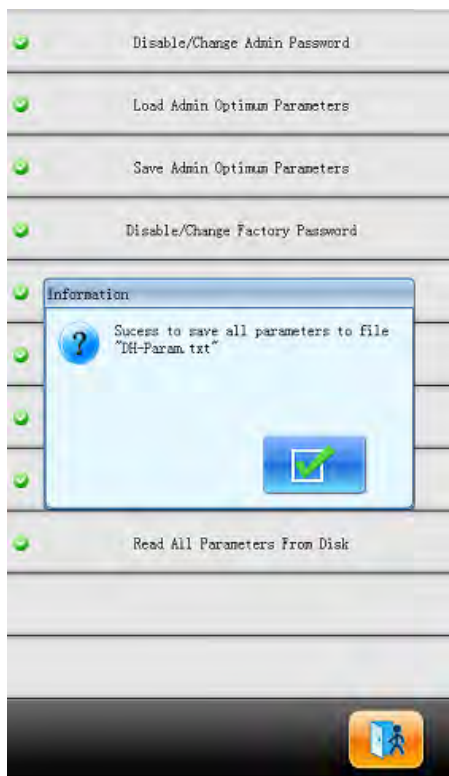 Disable/Change Admin Password
Load Admin Optimum Parameters
Save Admin Optimum Parameters
Disable/Change Factory Password
Information
Sucess to save all parameters to file
"DH-Param.txt"
Read All Parameters From Disk